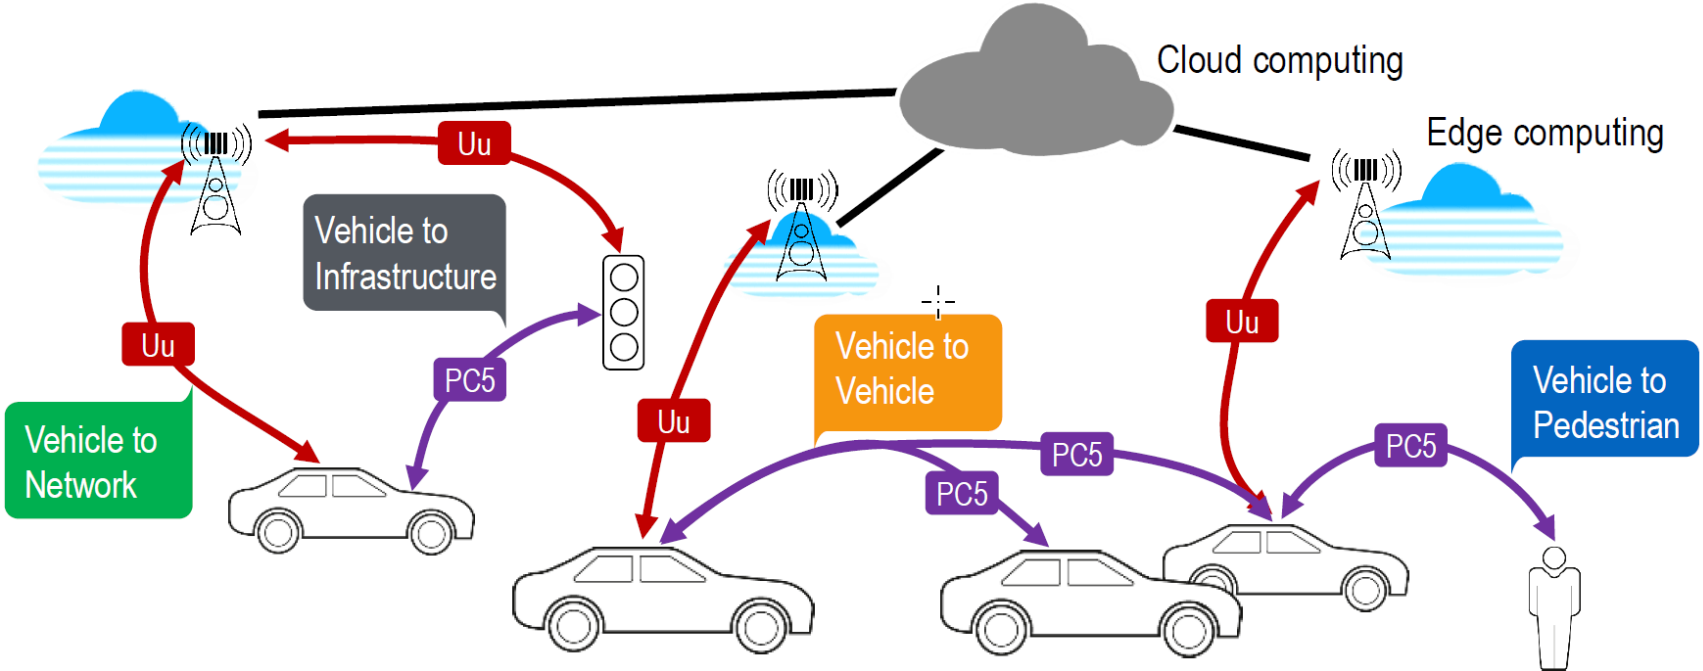 Cloud computing
Edge computing
Uu
Vehicle to
Infrastructure
Uu
PC5
Vehicle to
Network
Uu
Vehicle to
Vehicle
PC5
PC5
Uu
PC5
Vehicle to
Pedestrian